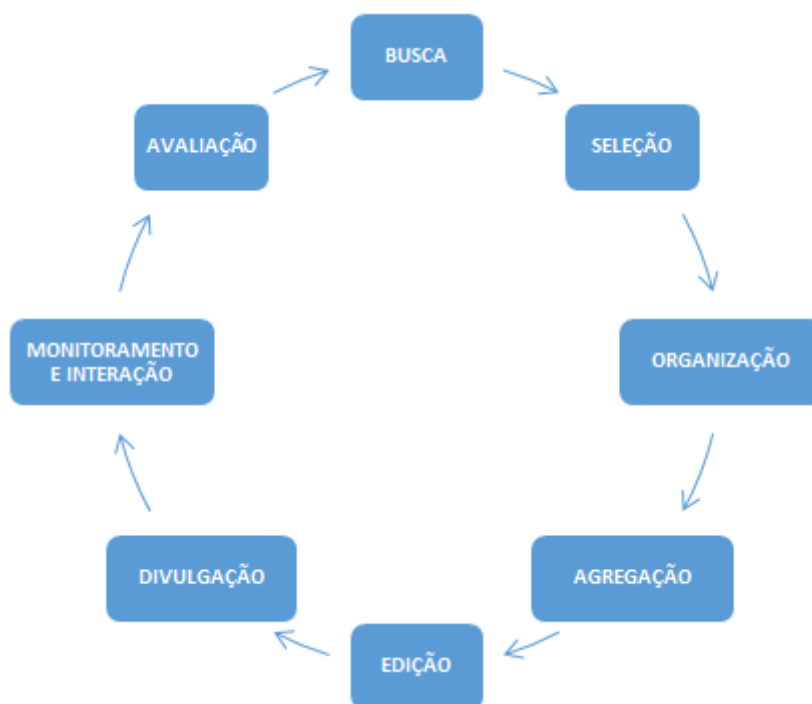 BUSCA
SELEÇÃO
ORGANIZAÇÃO
AGREGAÇÃO
EDIÇÃO
DIVULGAÇÃO
MONITORAMENTO
E INTERAÇÃO
AVALIAÇÃO